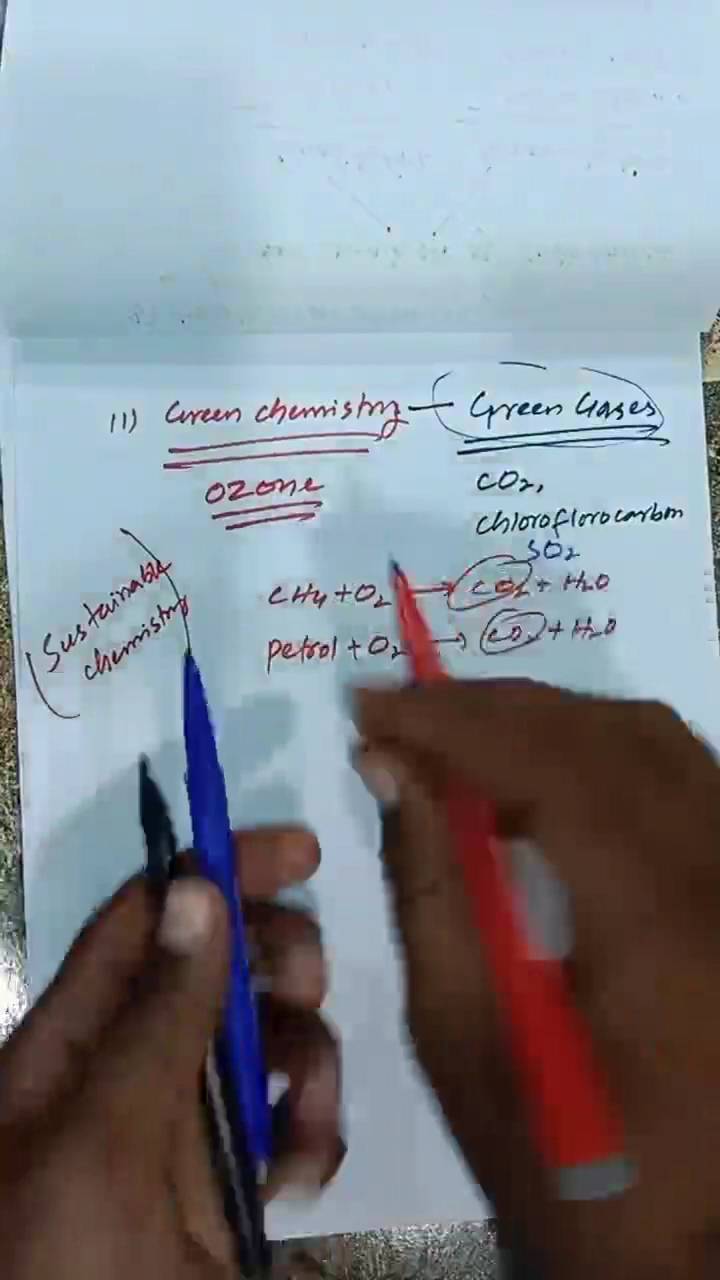 11) Green chemistry — Green Gases
Ozone
CO2,
chloroflorocarbon
SO2
Sustainable
chemistry
CH4 + O2 → CO2 + H2O
petrol + O2 → CO2 + H2O